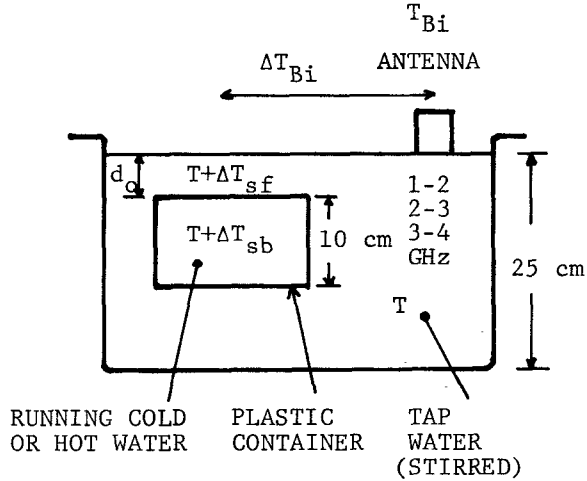 T_Bi
ΔT_Bi
ANTENNA
d_o
T+ΔT_sf
T+ΔT_sb
10 cm
1-2
2-3
3-4
GHz
25 cm
T
RUNNING COLD
OR HOT WATER
PLASTIC
CONTAINER
TAP
WATER
(STIRRED)